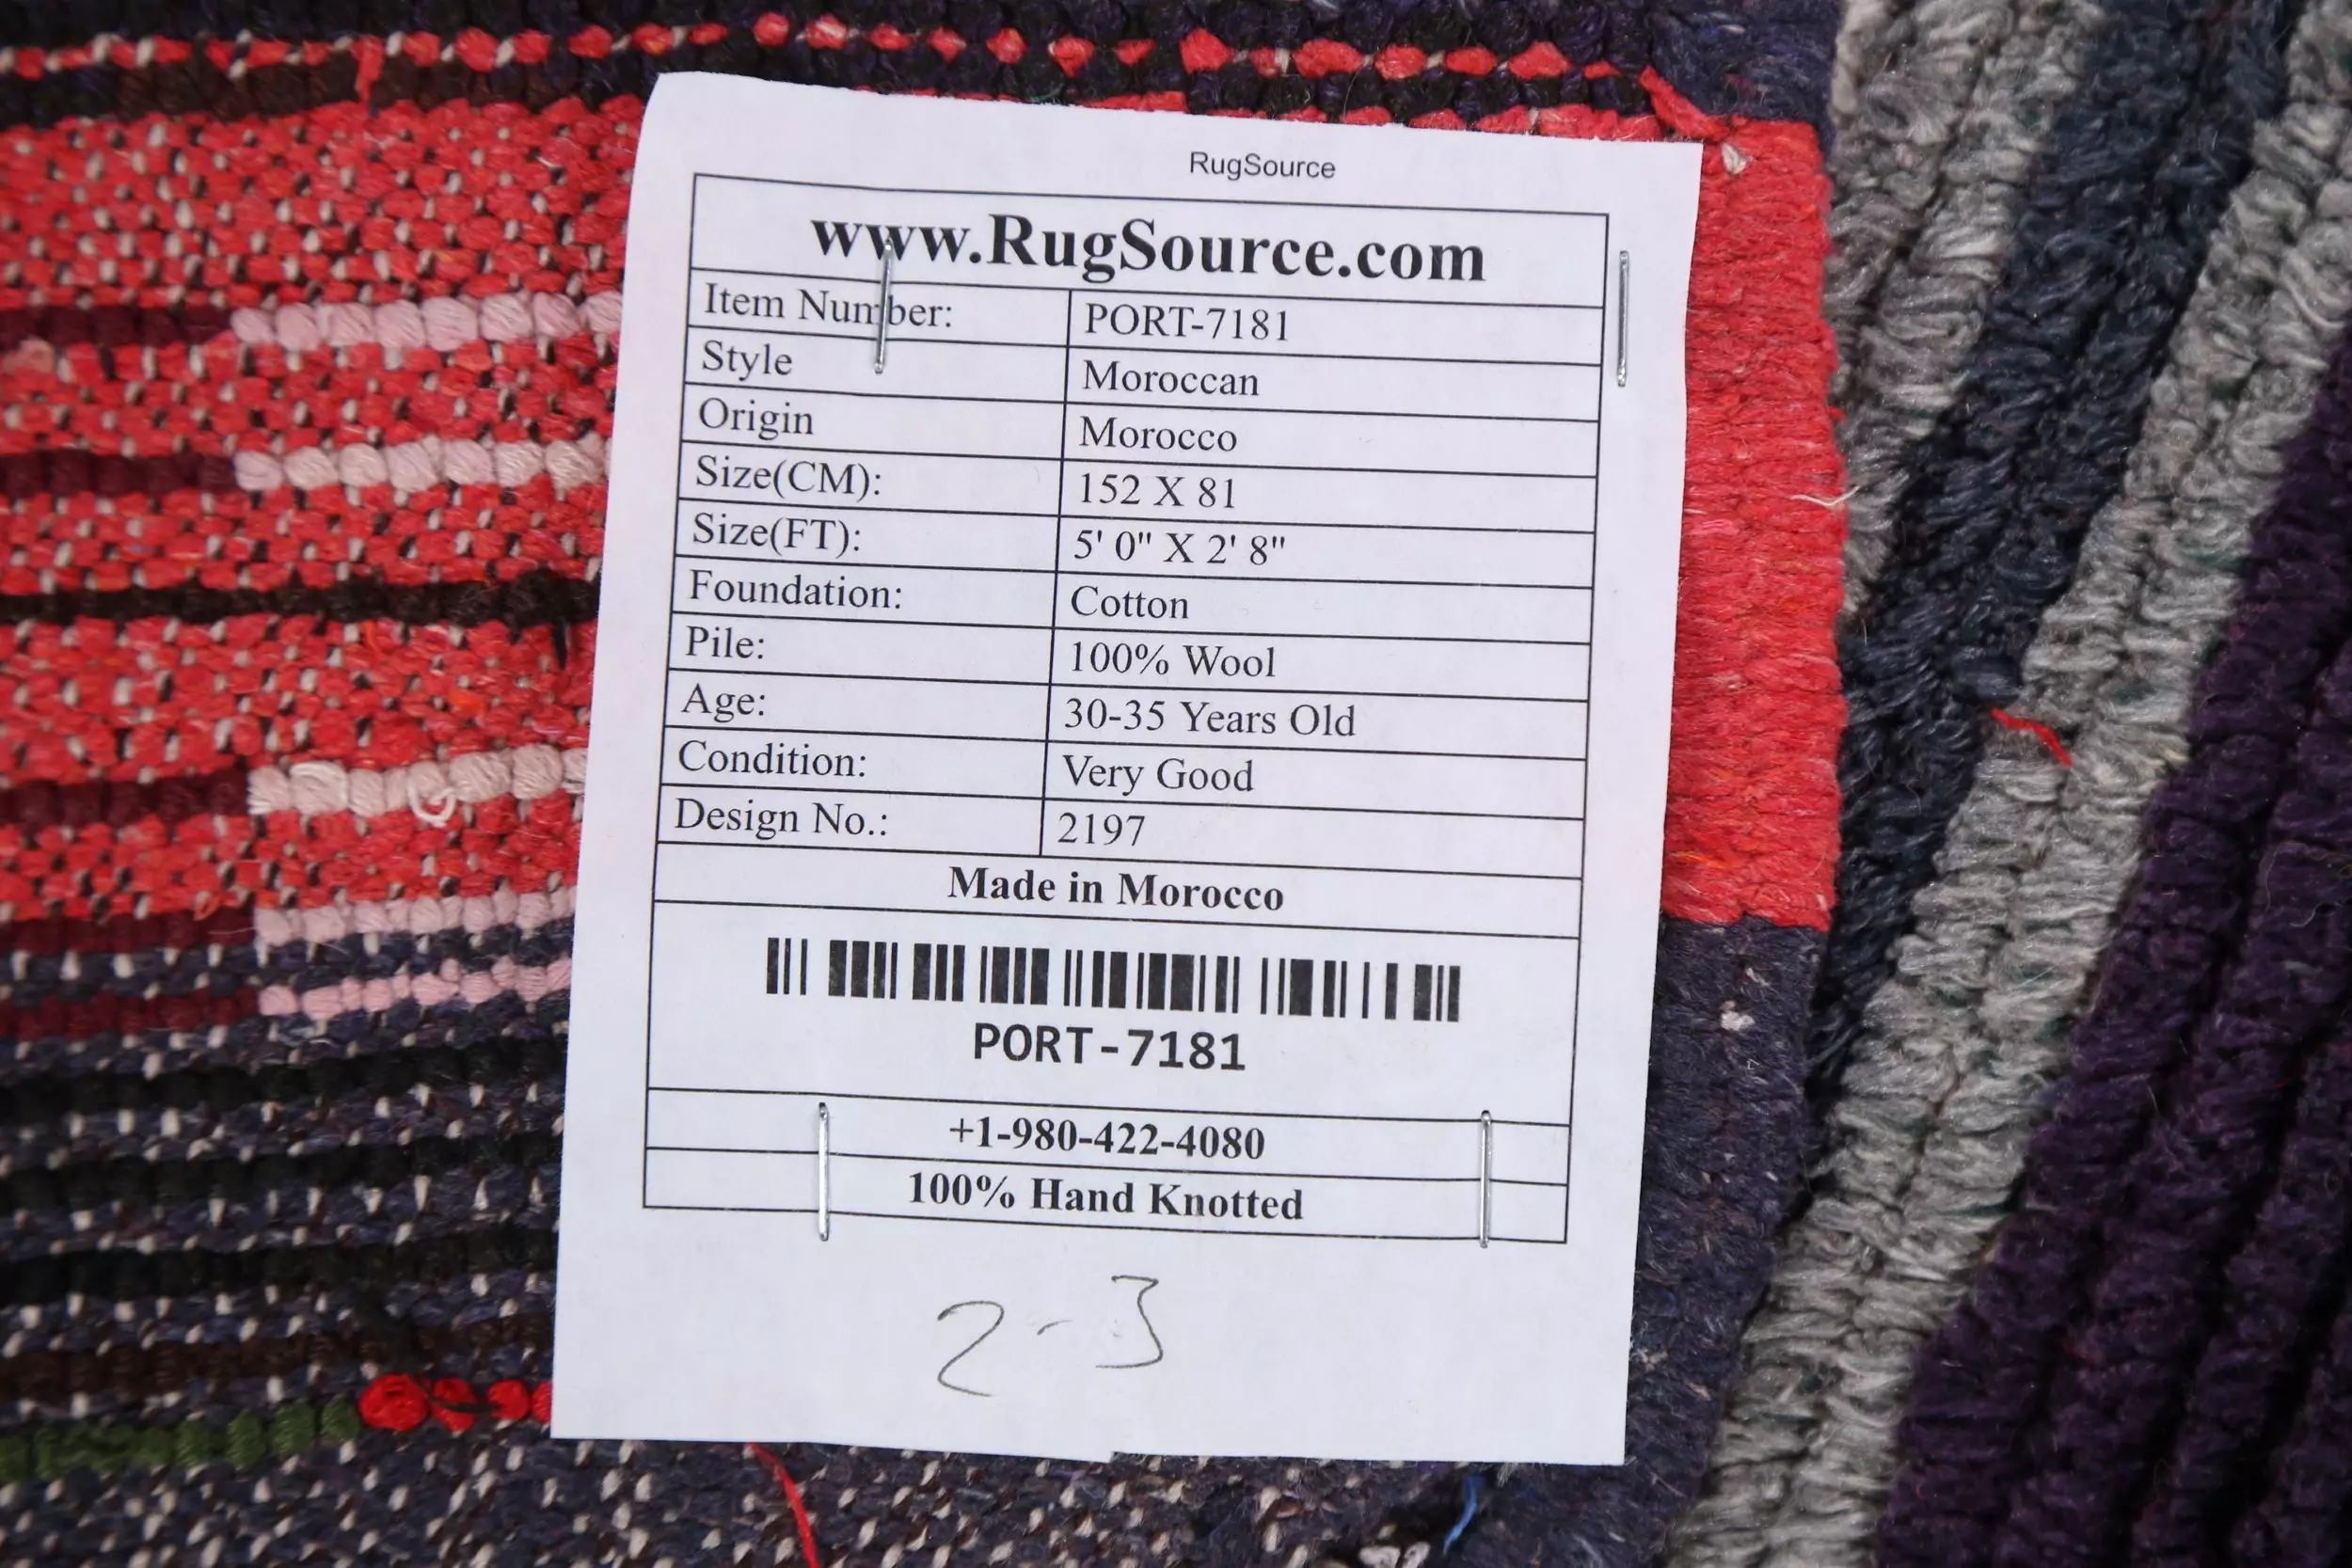 RugSource
www.RugSource.com
Item Number: PORT-7181
Style Moroccan
Origin Morocco
Size(CM): 152 X 81
Size(FT): 5' 0" X 2' 8"
Foundation: Cotton
Pile: 100% Wool
Age: 30-35 Years Old
Condition: Very Good
Design No.: 2197
Made in Morocco
PORT-7181
+1-980-422-4080
100% Hand Knotted
2-3